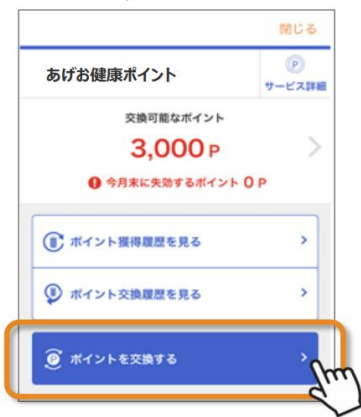 閉じる
あげお健康ポイント
P
サービス詳細
交換可能なポイント
3,000 P
! 今月末に失効するポイント 0 P
ポイント獲得履歴を見る
ポイント交換履歴を見る
P ポイントを交換する